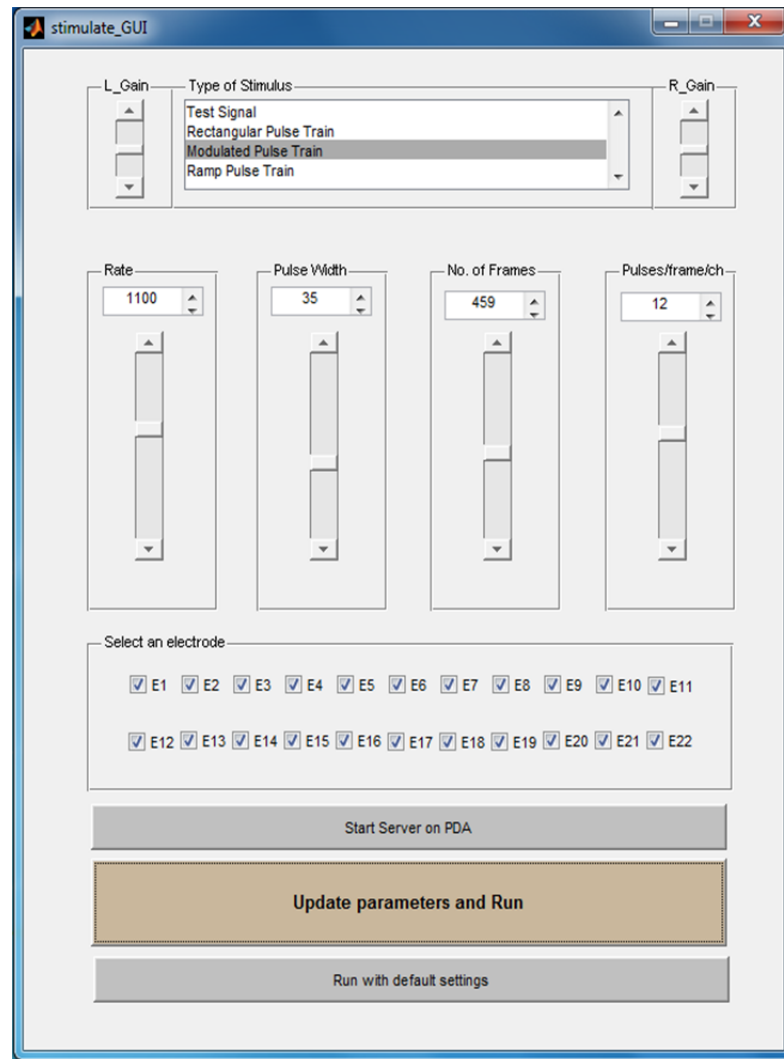 stimulate_GUI
L_Gain Type of Stimulus R_Gain
Test Signal
Rectangular Pulse Train
Modulated Pulse Train
Ramp Pulse Train
Rate Pulse Width No. of Frames Pulses/frame/ch
1100 35 459 12
Select an electrode
E1 E2 E3 E4 E5 E6 E7 E8 E9 E10 E11
E12 E13 E14 E15 E16 E17 E18 E19 E20 E21 E22
Start Server on PDA
Update parameters and Run
Run with default settings